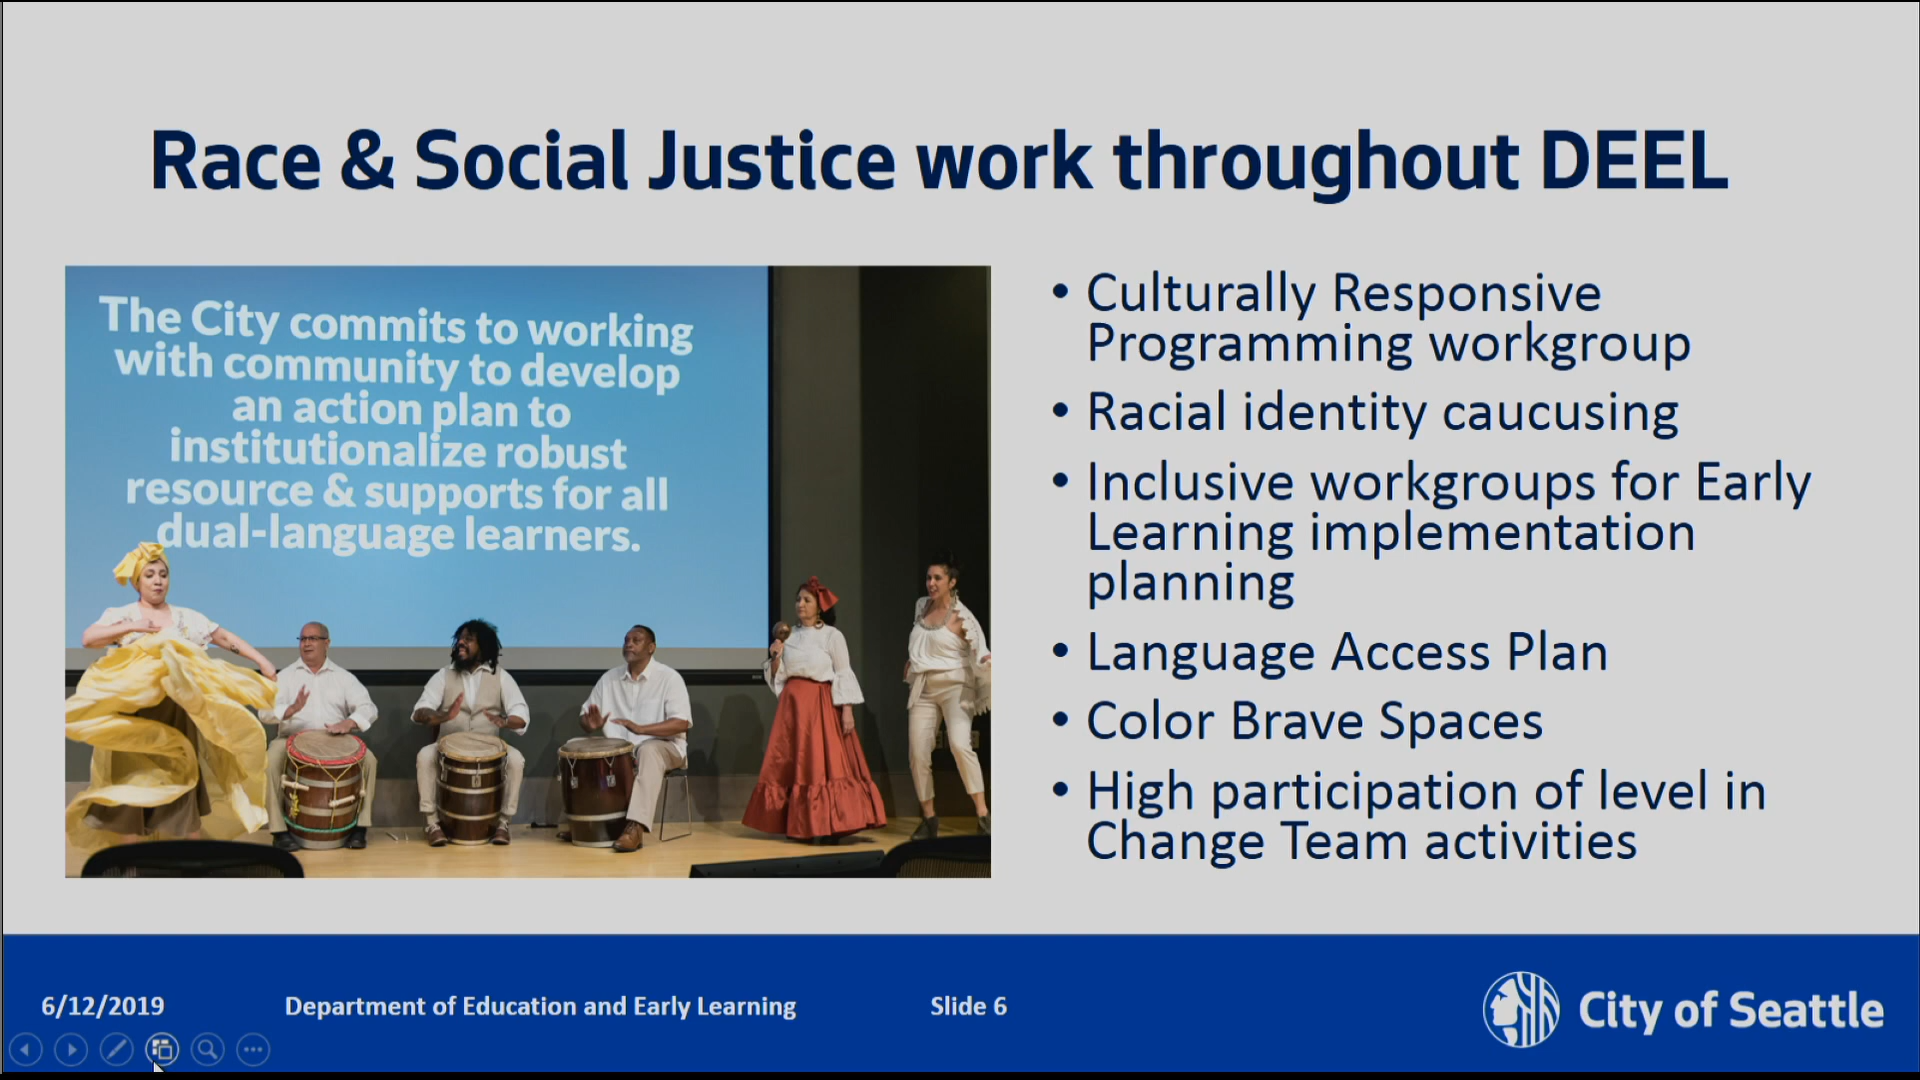 Race & Social Justice work throughout DEEL
The City commits to working
with community to develop
an action plan to
institutionalize robust
resource & supports for all
dual-language learners.
• Culturally Responsive
Programming workgroup
• Racial identity caucusing
• Inclusive workgroups for Early
Learning implementation
planning
• Language Access Plan
• Color Brave Spaces
• High participation of level in
Change Team activities
6/12/2019
Department of Education and Early Learning
Slide 6
City of Seattle